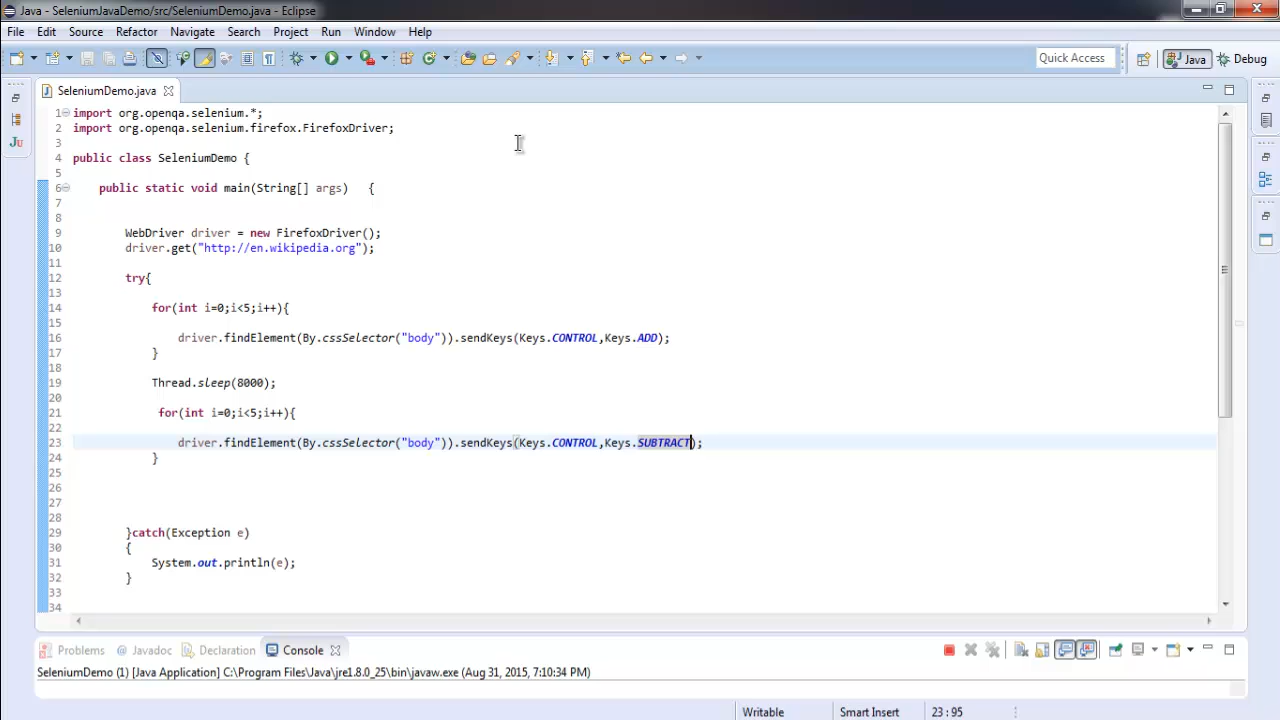 Java - SeleniumJavaDemo/src/SeleniumDemo.java - Eclipse
File Edit Source Refactor Navigate Search Project Run Window Help
Quick Access Java Debug
SeleniumDemo.java
1 import org.openqa.selenium.*;
2 import org.openqa.selenium.firefox.FirefoxDriver;
3
4 public class SeleniumDemo {
5
6 public static void main(String[] args) {
7
8
9 WebDriver driver = new FirefoxDriver();
10 driver.get("http://en.wikipedia.org");
11
12 try{
13
14 for(int i=0;i<5;i++){
15
16 driver.findElement(By.cssSelector("body")).sendKeys(Keys.CONTROL,Keys.ADD);
17 }
18
19 Thread.sleep(8000);
20
21 for(int i=0;i<5;i++){
22
23 driver.findElement(By.cssSelector("body")).sendKeys(Keys.CONTROL,Keys.SUBTRACT);
24 }
25
26
27
28
29 }catch(Exception e)
30 {
31 System.out.println(e);
32 }
33
34
Problems @ Javadoc Declaration Console
SeleniumDemo (1) [Java Application] C:\Program Files\Java\jre1.8.0_25\bin\javaw.exe (Aug 31, 2015, 7:10:34 PM)
Writable Smart Insert 23 : 95